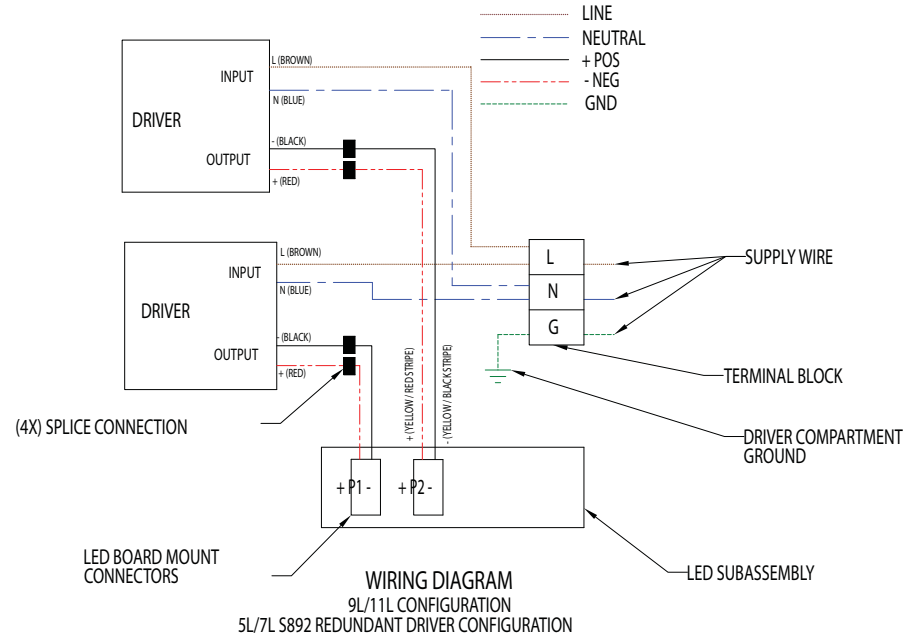 LINE
NEUTRAL
+ POS
- NEG
GND
DRIVER
INPUT
OUTPUT
L (BROWN)
N (BLUE)
- (BLACK)
+ (RED)
DRIVER
INPUT
OUTPUT
L (BROWN)
N (BLUE)
- (BLACK)
+ (RED)
L
N
G
SUPPLY WIRE
TERMINAL BLOCK
DRIVER COMPARTMENT
GROUND
(4X) SPLICE CONNECTION
+ (YELLOW / RED STRIPE)
- (YELLOW / BLACK STRIPE)
+ P1 -
+ P2 -
LED BOARD MOUNT
CONNECTORS
LED SUBASSEMBLY
WIRING DIAGRAM
9L/11L CONFIGURATION
5L/7L S892 REDUNDANT DRIVER CONFIGURATION